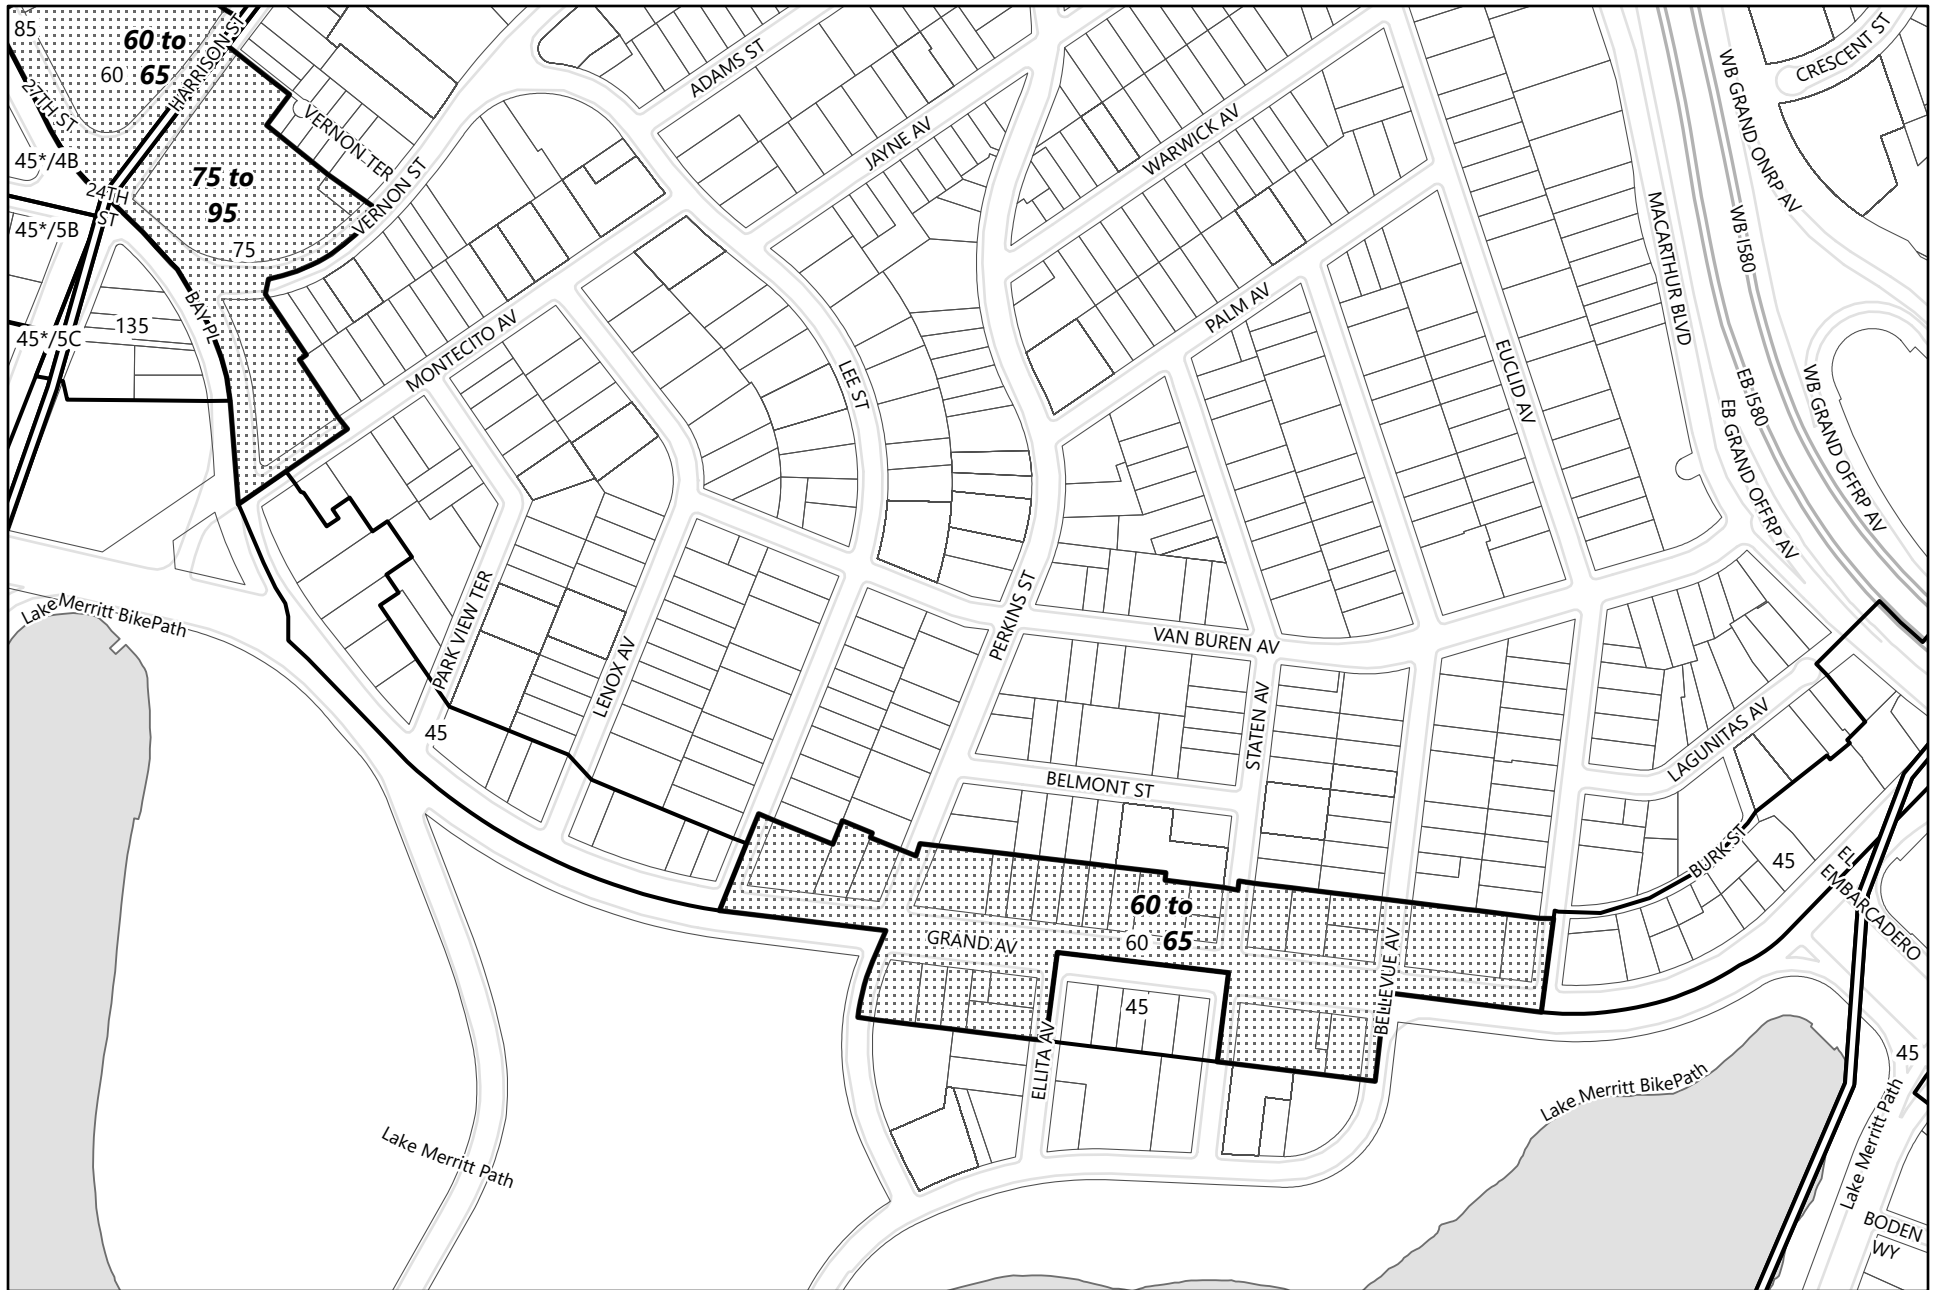 85
60 to
65
60
HARRISON ST
27TH ST
ADAMS ST
WB GRAND ONRP AV
CRESCENT ST
VERNON TER
JAYNE AV
WARWICK AV
45*/4B
75 to
95
24TH
ST
VERNON ST
45*/5B
75
MACARTHUR BLVD
WB I580
BAY PL
135
45*/5C
MONTECITO AV
PALM AV
LEE ST
EUCLID AV
EB I580
EB GRAND OFFRP AV
WB GRAND OFFRP AV
Lake Merritt BikePath
PARK VIEW TER
LENOX AV
PERKINS ST
VAN BUREN AV
STATEN AV
LAGUNITAS AV
45
BELMONT ST
BURK ST
45
EL
EMBARCADERO
60 to
65
60
GRAND AV
BELLEVUE AV
45
ELLITA AV
45
Lake Merritt BikePath
Lake Merritt Path
Lake Merritt Path
BODEN
WY